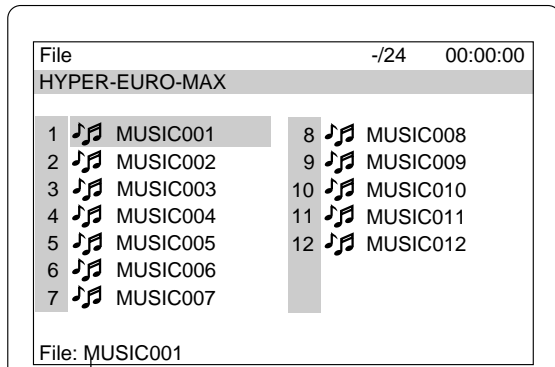 File -/24 00:00:00
HYPER-EURO-MAX
1 MUSIC001
2 MUSIC002
3 MUSIC003
4 MUSIC004
5 MUSIC005
6 MUSIC006
7 MUSIC007
8 MUSIC008
9 MUSIC009
10 MUSIC010
11 MUSIC011
12 MUSIC012
File: MUSIC001